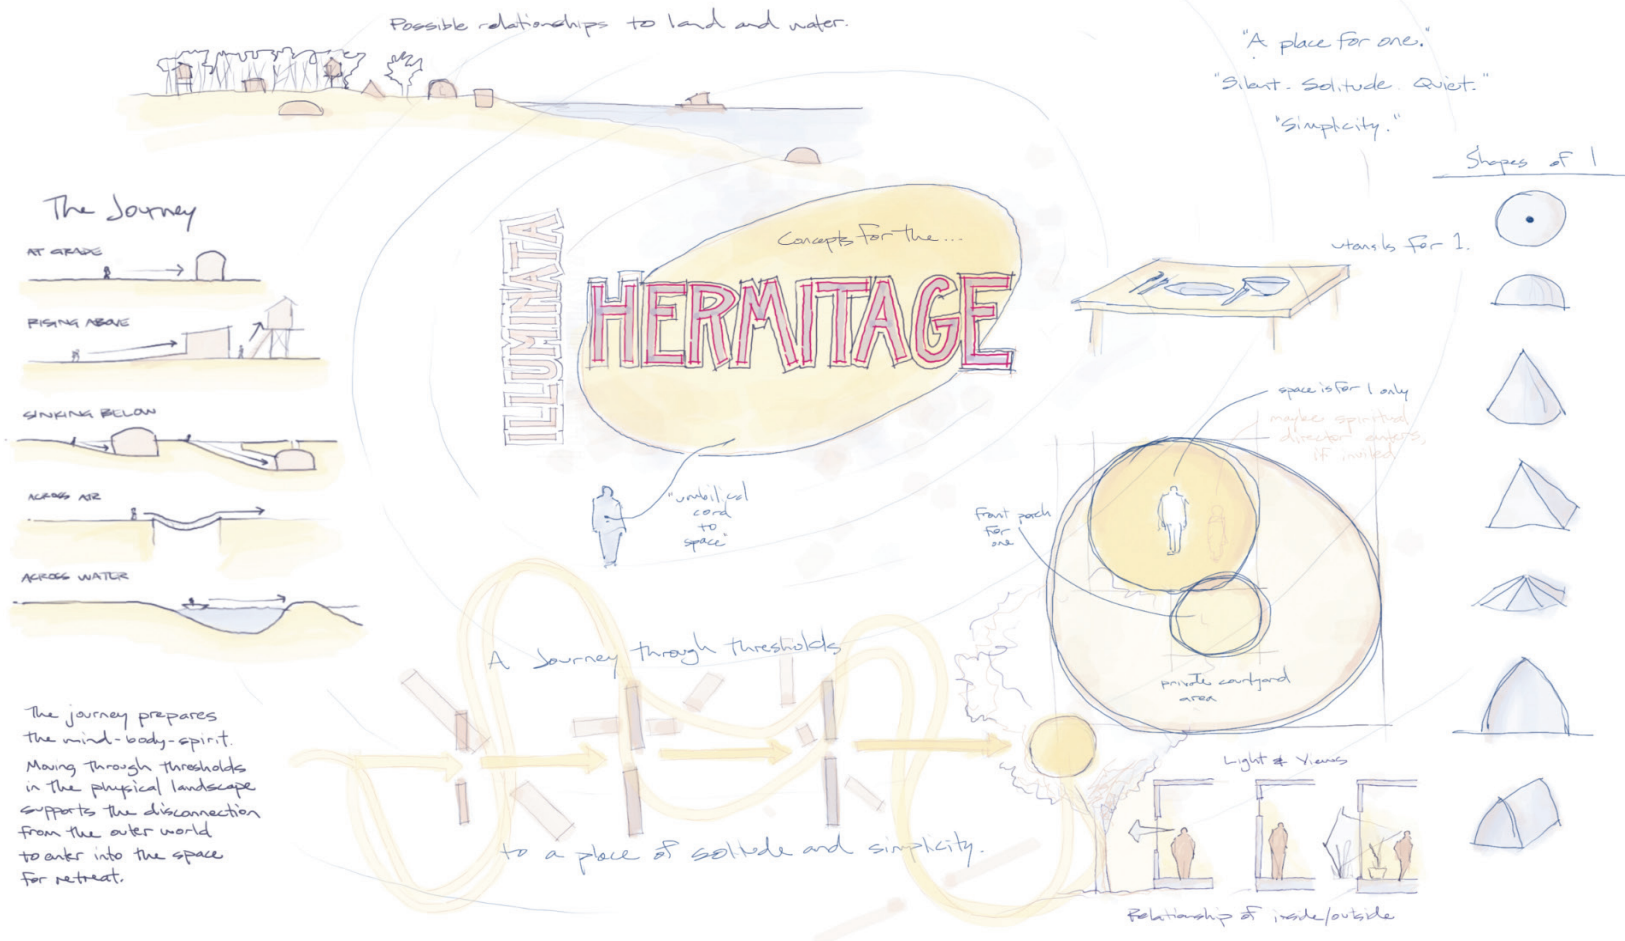 Possible relationships to land and water.
"A place for one."
"Silent. Solitude. Quiet."
"Simplicity."
Shapes of 1
The Journey
AT GRADE
RISING ABOVE
SINKING BELOW
ACROSS AIR
ACROSS WATER
ILLUMINATA
Concepts for the...
HERMITAGE
utensils for 1.
space is for 1 only
maybe spiritual
director enters,
if invited
"umbilical
cord
to
space"
front porch
for
one
private courtyard
area
A Journey through thresholds
to a place of solitude and simplicity.
The journey prepares
the mind-body-spirit.
Moving through thresholds
in the physical landscape
supports the disconnection
from the outer world
to enter into the space
for retreat.
Light & Views
Relationship of inside/outside